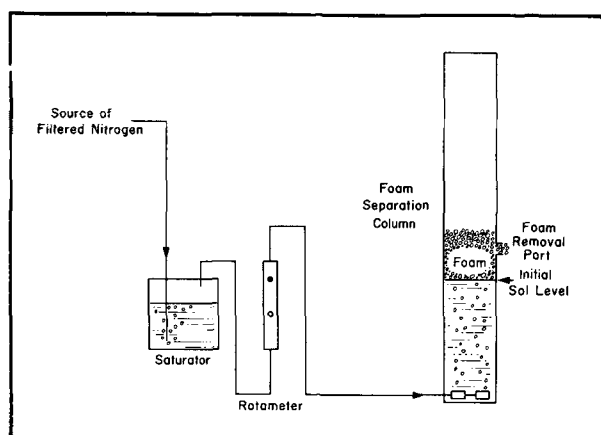 Source of
Filtered Nitrogen
Foam
Separation
Column
Foam
Removal
Port
Foam
Initial
Sol Level
Saturator
Rotameter